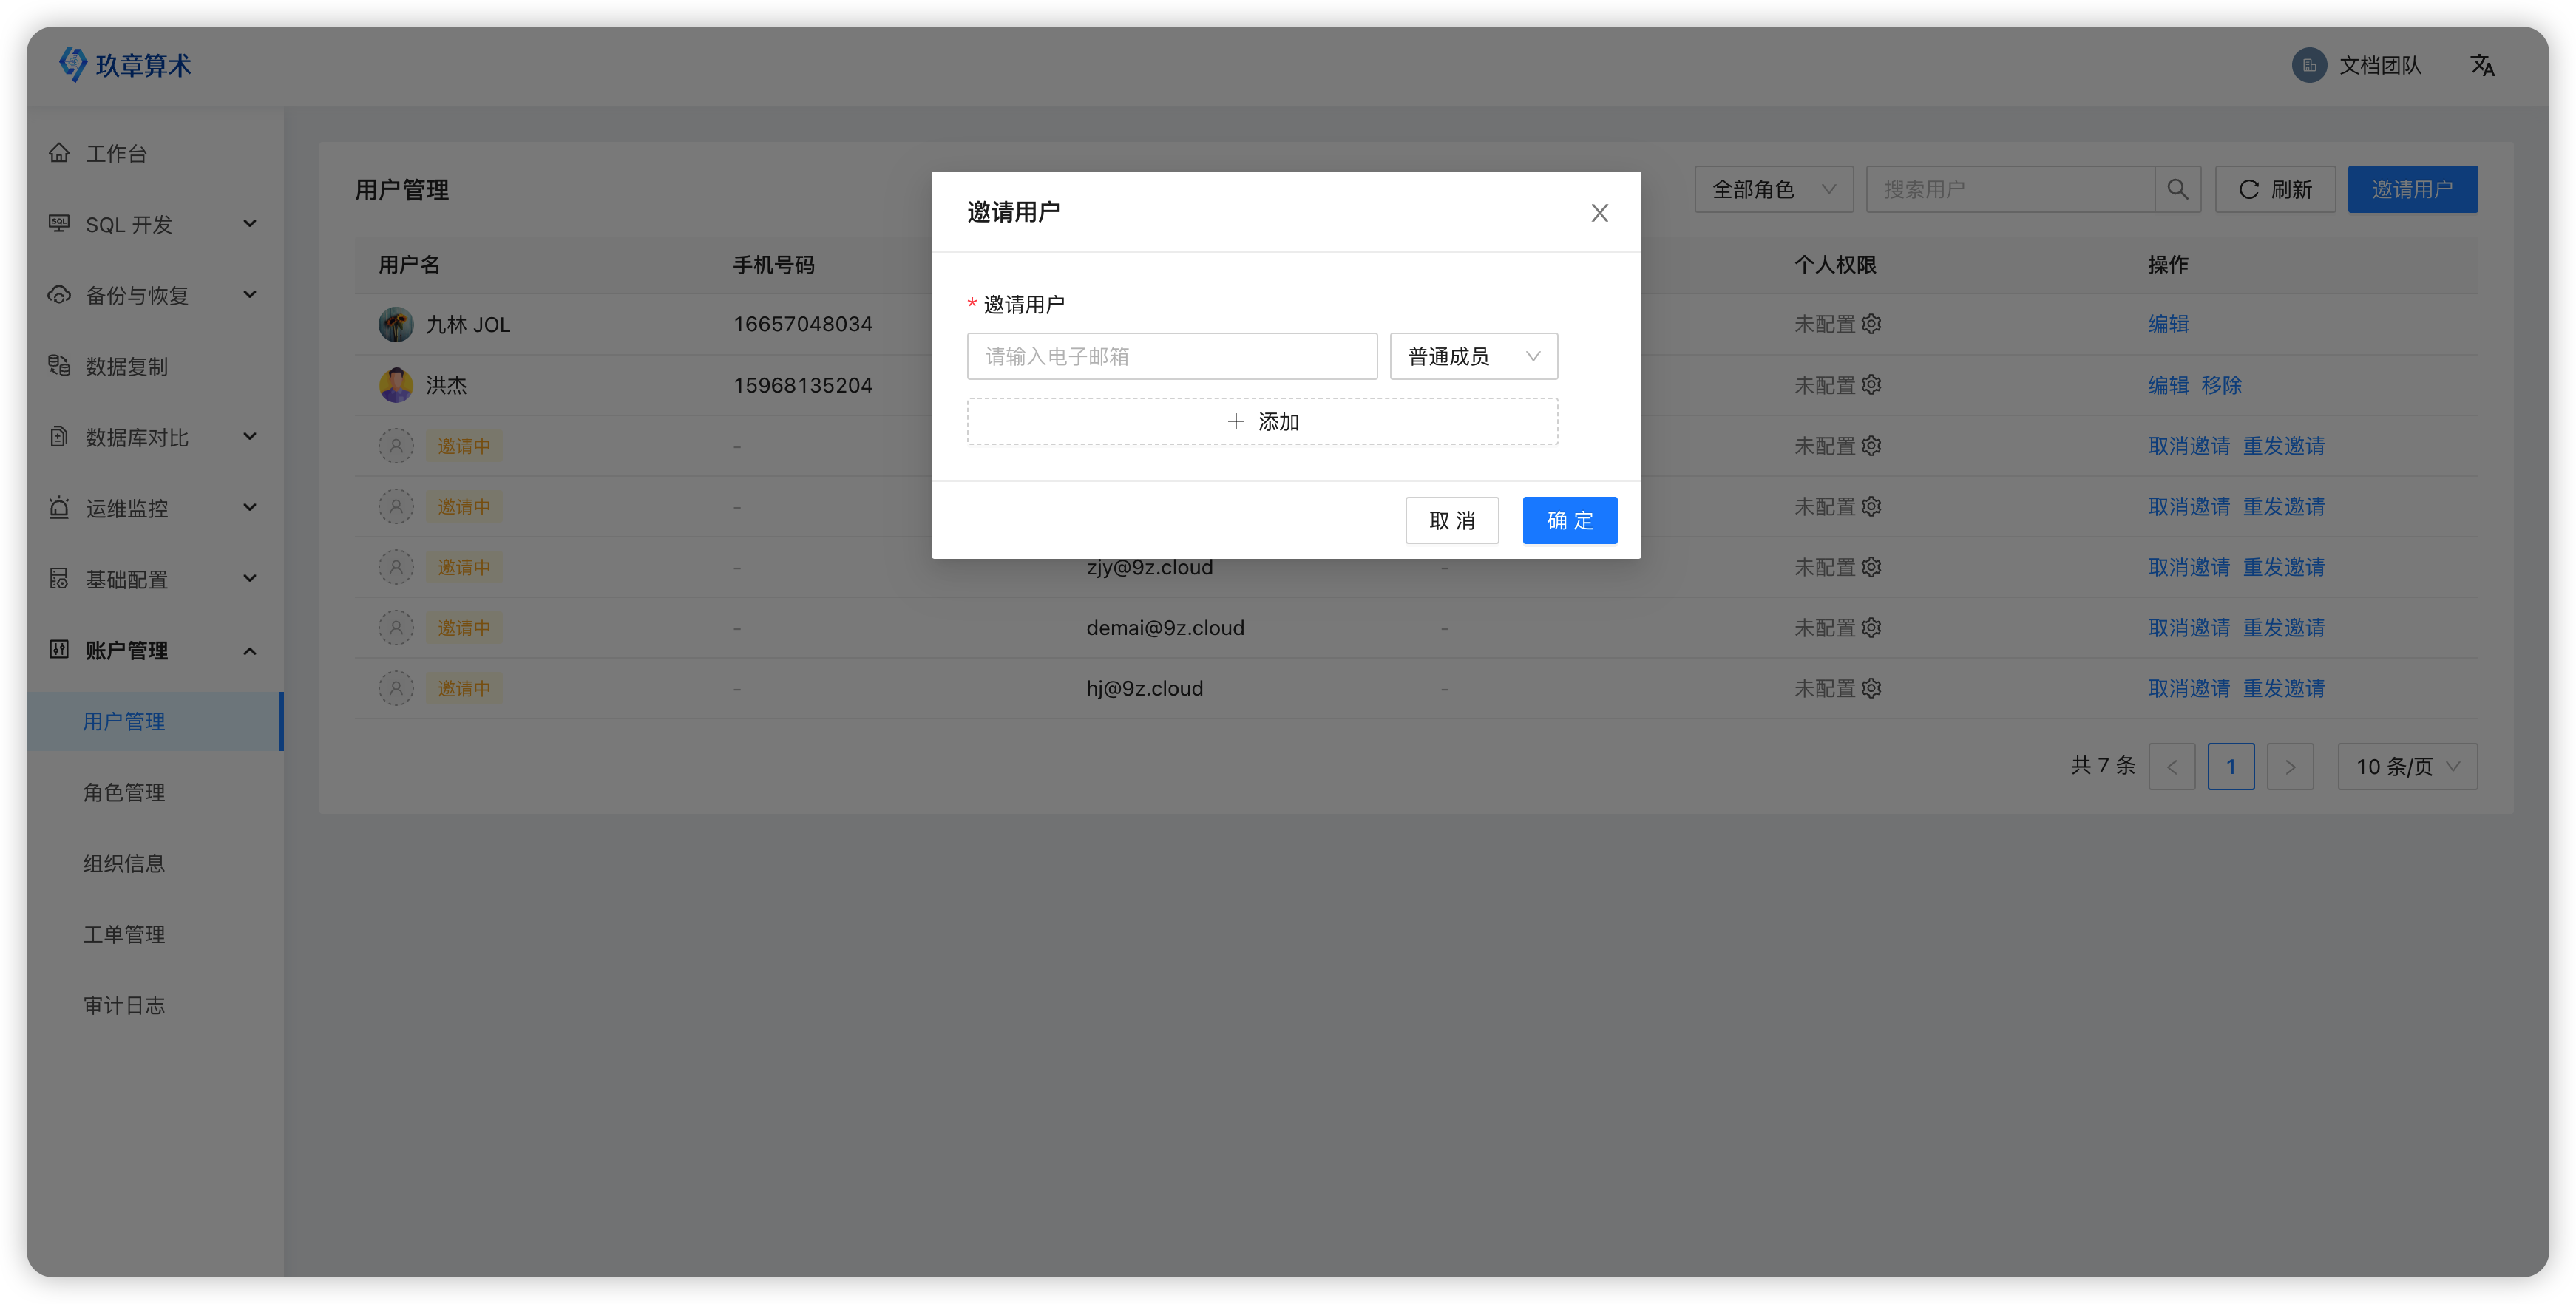 玖章算术
文档团队
工作台
SQL 开发
备份与恢复
数据复制
数据库对比
运维监控
基础配置
账户管理
用户管理
角色管理
组织信息
工单管理
审计日志
用户管理
全部角色 搜索用户 刷新 邀请用户
用户名 手机号码 个人权限 操作
九林 JOL 16657048034 未配置 编辑
洪杰 15968135204 未配置 编辑 移除
邀请中 - 未配置 取消邀请 重发邀请
邀请中 - 未配置 取消邀请 重发邀请
邀请中 - zjy@9z.cloud - 未配置 取消邀请 重发邀请
邀请中 - demai@9z.cloud - 未配置 取消邀请 重发邀请
邀请中 - hj@9z.cloud - 未配置 取消邀请 重发邀请
共 7 条 < 1 > 10 条/页
邀请用户
* 邀请用户
请输入电子邮箱 普通成员
+ 添加
取 消 确 定